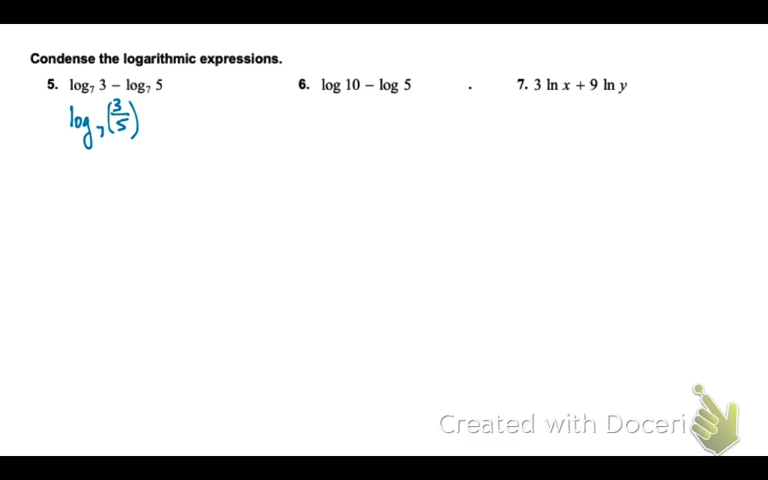 Condense the logarithmic expressions.
5. log₇ 3 − log₇ 5
6. log 10 − log 5
7. 3 ln x + 9 ln y
log₇(3/5)
Created with Doceri